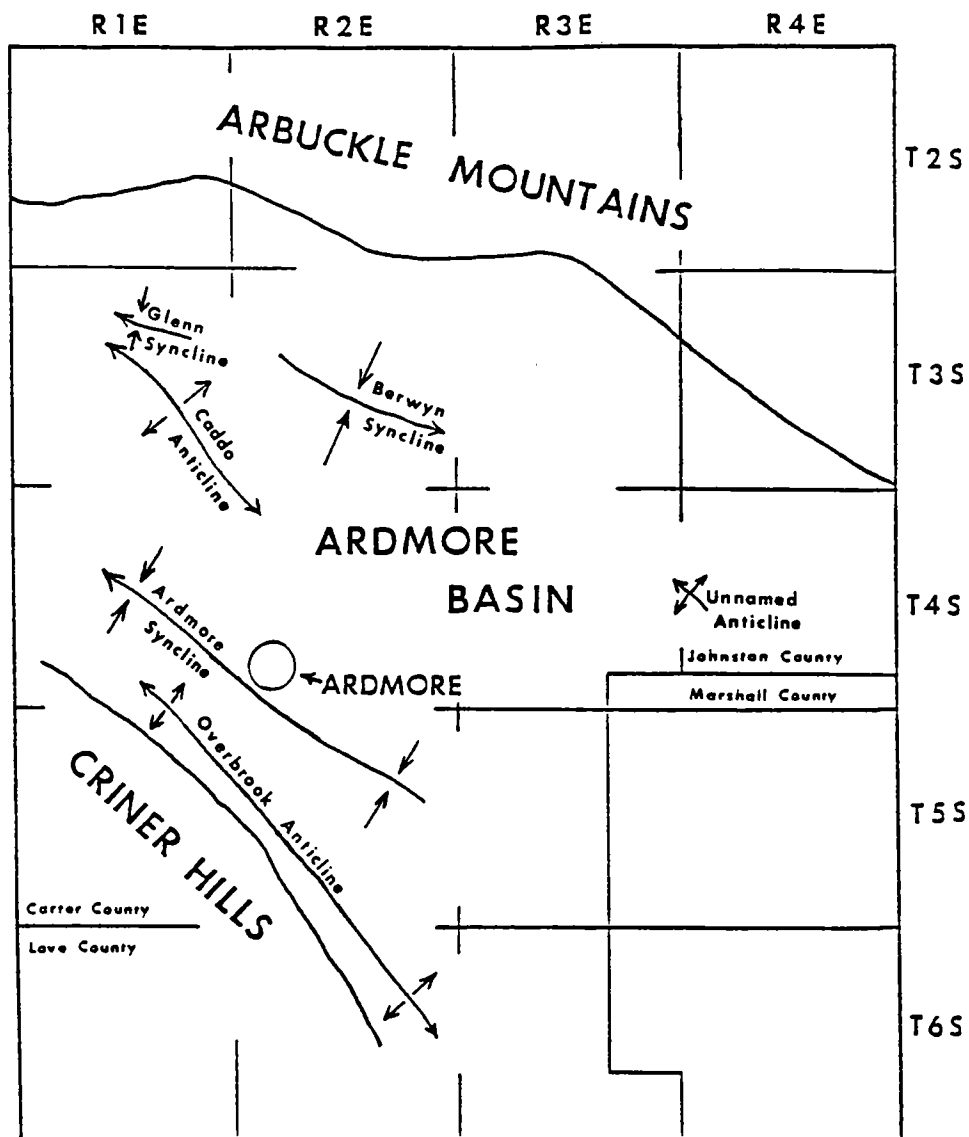 R1E R2E R3E R4E
ARBUCKLE MOUNTAINS
T2S
Glenn
Syncline
Caddo
Anticline
Berwyn
Syncline
T3S
ARDMORE
BASIN
Ardmore
Syncline
Unnamed
Anticline
T4S
ARDMORE
Johnston County
Marshall County
Overbrook Anticline
CRINER HILLS
T5S
Carter County
Love County
T6S